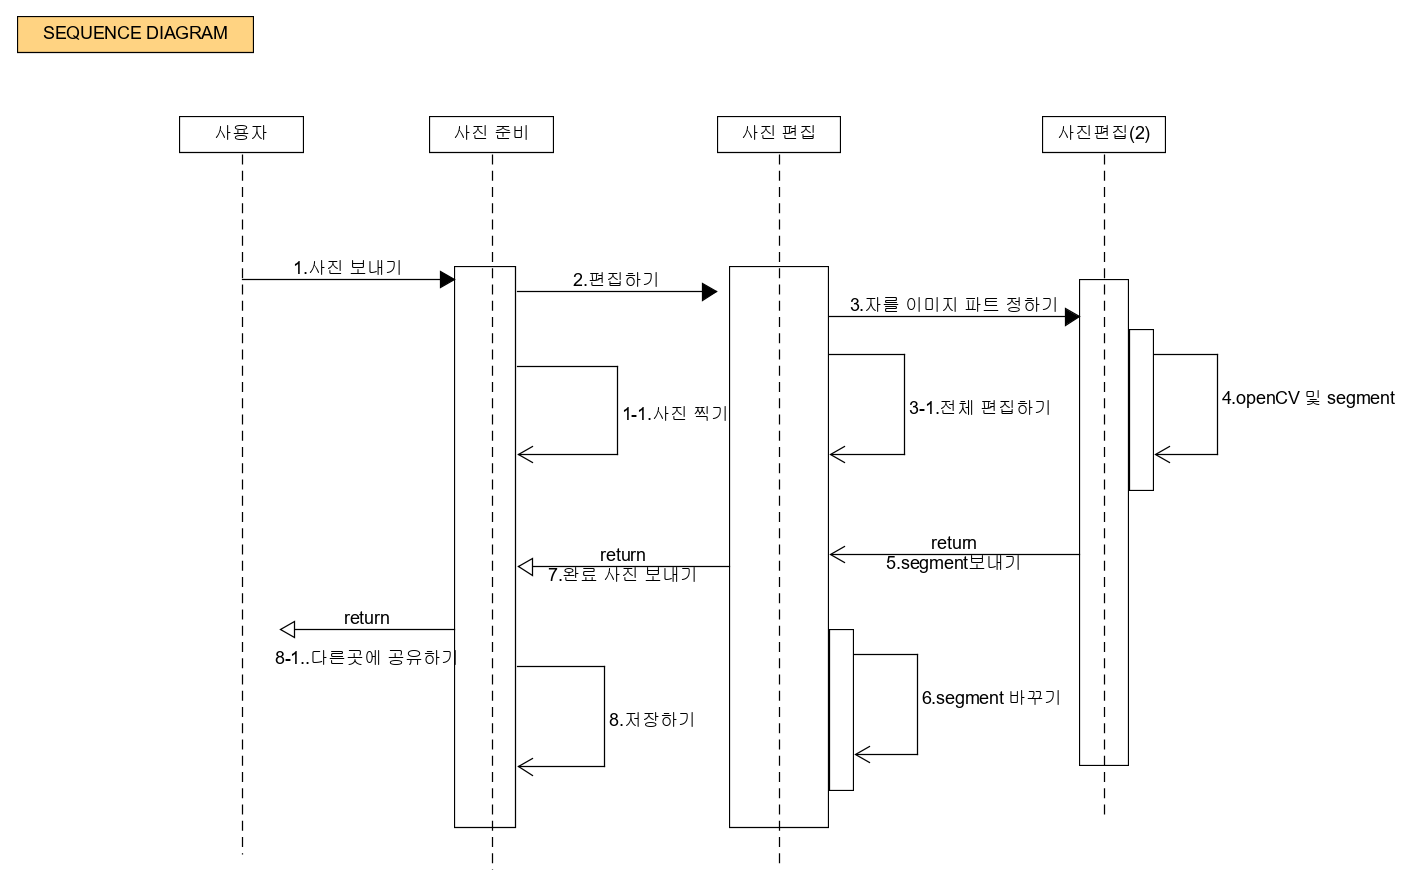 SEQUENCE DIAGRAM
사용자
사진 준비
사진 편집
사진편집(2)
1.사진 보내기
2.편집하기
3.자를 이미지 파트 정하기
1-1.사진 찍기
3-1.전체 편집하기
4.openCV 및 segment
return
5.segment보내기
return
7.완료 사진 보내기
return
8-1..다른곳에 공유하기
6.segment 바꾸기
8.저장하기